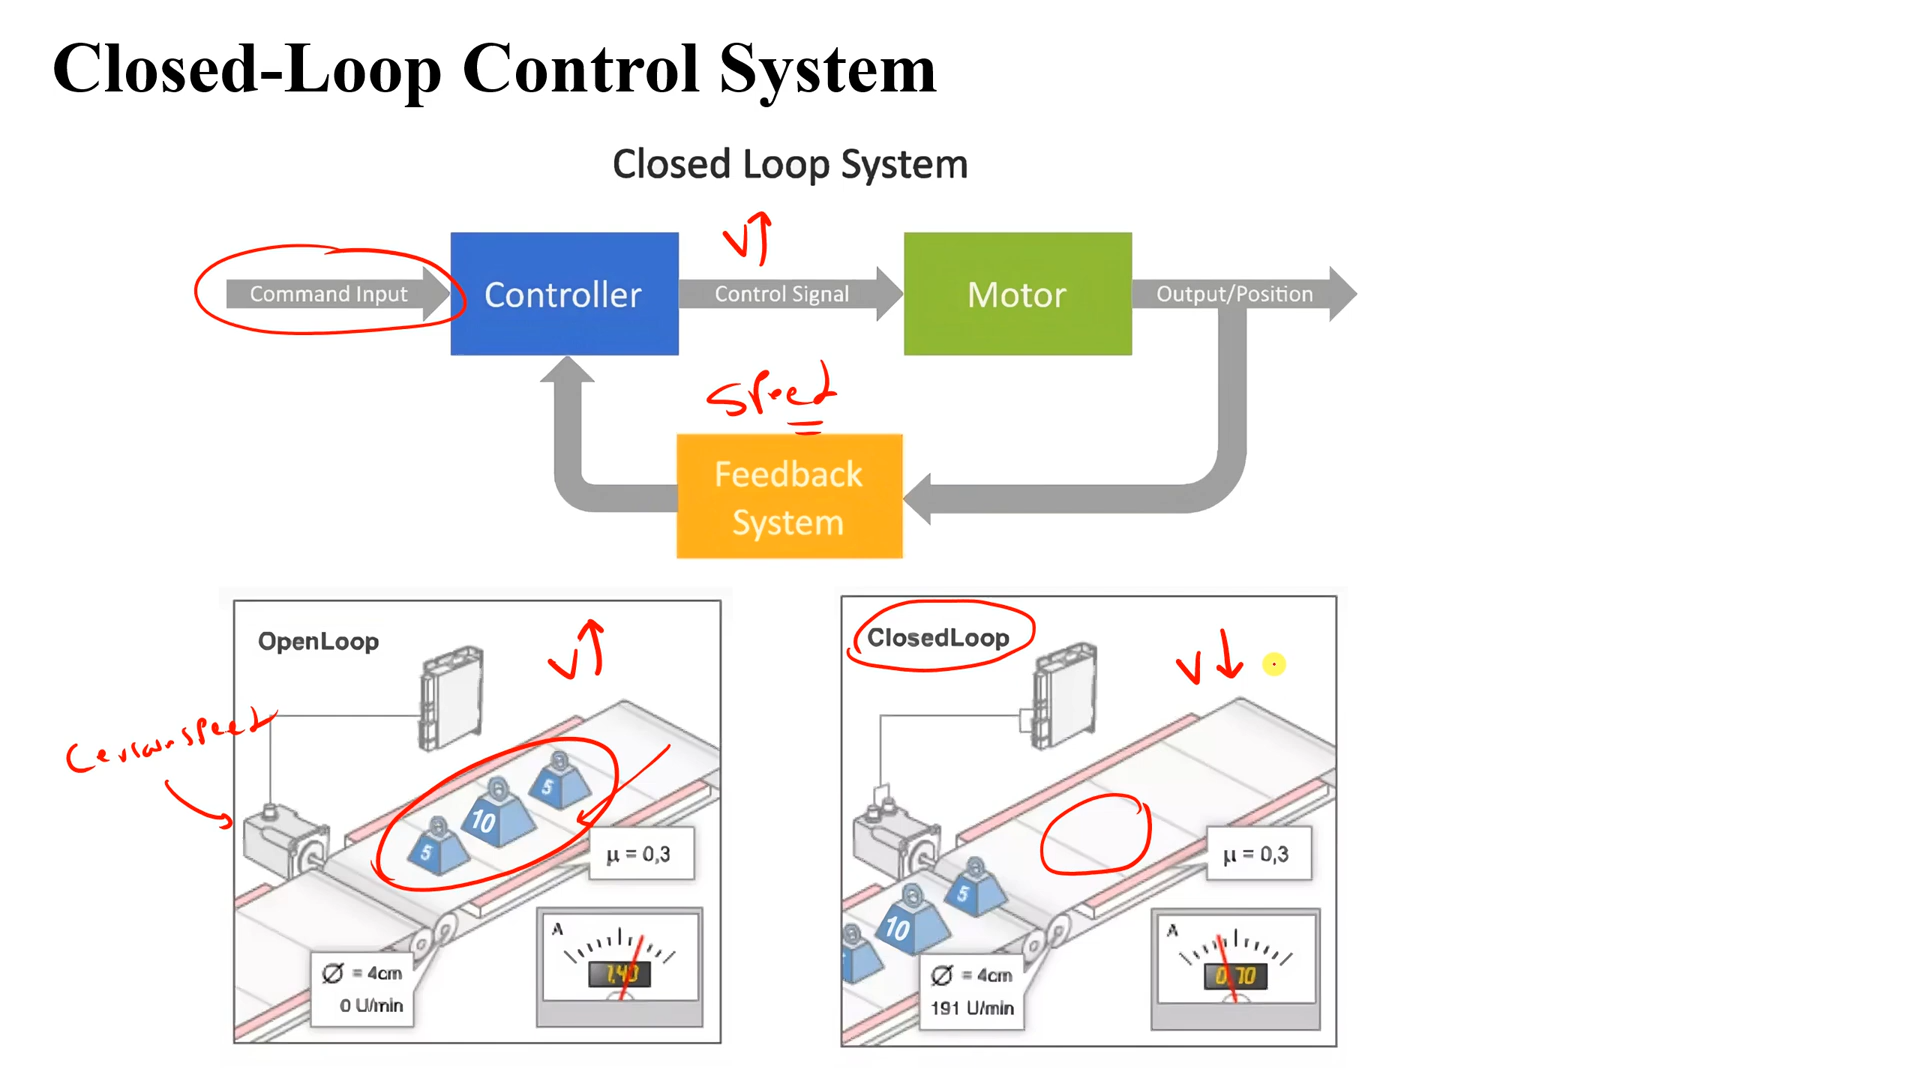 Closed-Loop Control System
Closed Loop System
V↑
Command Input
Controller
Control Signal
Motor
Output/Position
Speed
Feedback
System
OpenLoop
V↑
speed
5
10
5
μ = 0,3
A
1,40
Ø = 4cm
0 U/min
ClosedLoop
V↓
5
10
μ = 0,3
A
0,70
Ø = 4cm
191 U/min